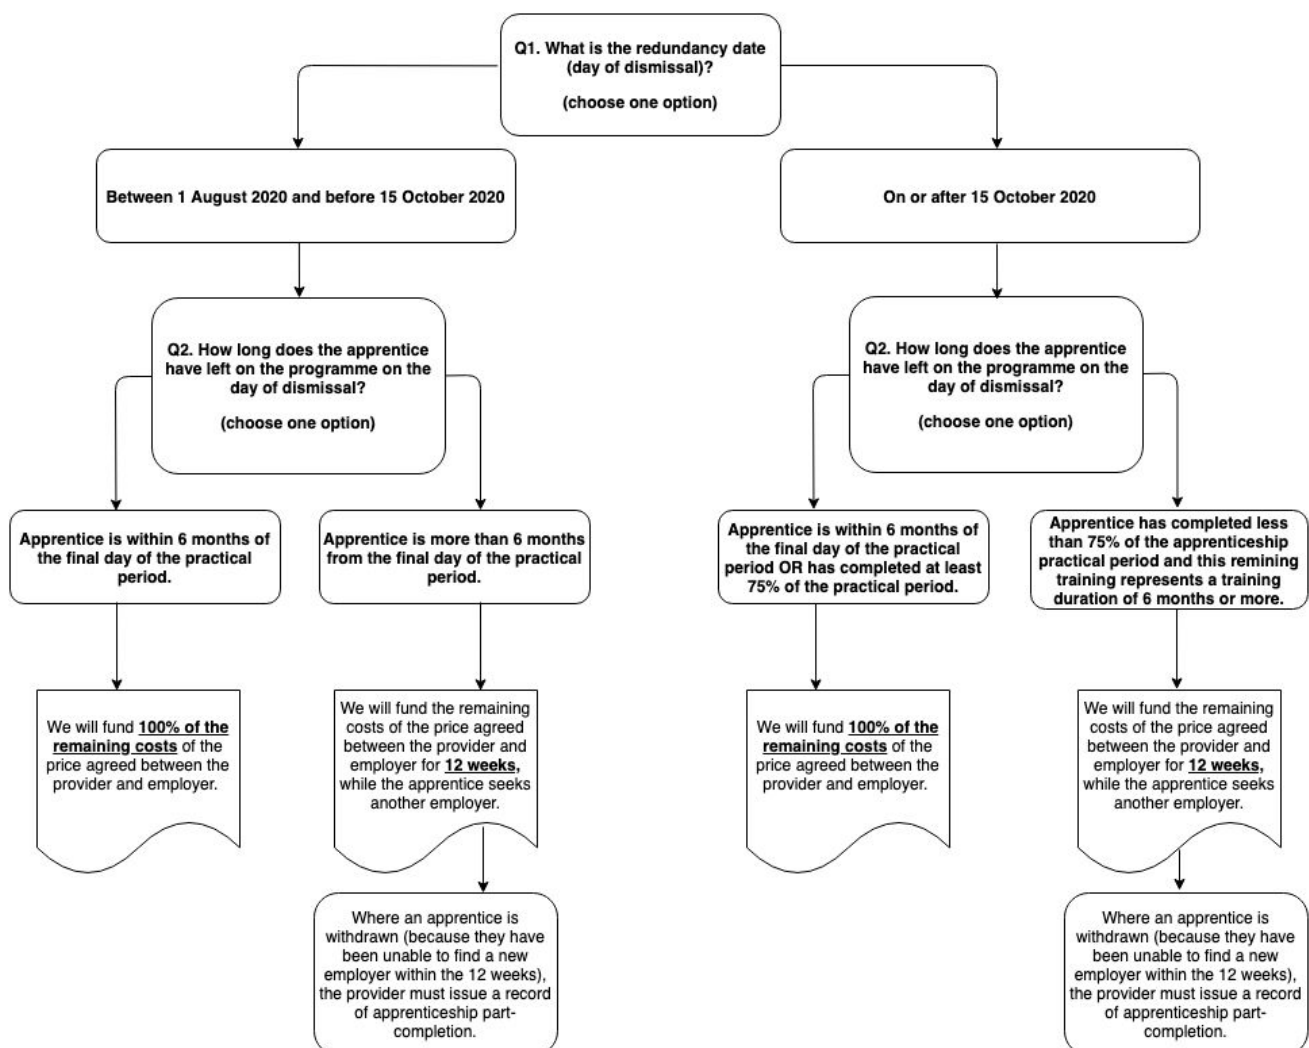 Q1. What is the redundancy date
(day of dismissal)?
(choose one option)
Between 1 August 2020 and before 15 October 2020
On or after 15 October 2020
Q2. How long does the apprentice
have left on the programme on the
day of dismissal?
(choose one option)
Q2. How long does the apprentice
have left on the programme on the
day of dismissal?
(choose one option)
Apprentice is within 6 months of
the final day of the practical
period.
Apprentice is more than 6 months
from the final day of the practical
period.
Apprentice is within 6 months of
the final day of the practical
period OR has completed at least
75% of the practical period.
Apprentice has completed less
than 75% of the apprenticeship
practical period and this remining
training represents a training
duration of 6 months or more.
We will fund 100% of the
remaining costs of the
price agreed between the
provider and employer.
We will fund the remaining
costs of the price agreed
between the provider and
employer for 12 weeks,
while the apprentice seeks
another employer.
We will fund 100% of the
remaining costs of the
price agreed between the
provider and employer.
We will fund the remaining
costs of the price agreed
between the provider and
employer for 12 weeks,
while the apprentice seeks
another employer.
Where an apprentice is
withdrawn (because they have
been unable to find a new
employer within the 12 weeks),
the provider must issue a record
of apprenticeship part-
completion.
Where an apprentice is
withdrawn (because they have
been unable to find a new
employer within the 12 weeks),
the provider must issue a record
of apprenticeship part-
completion.